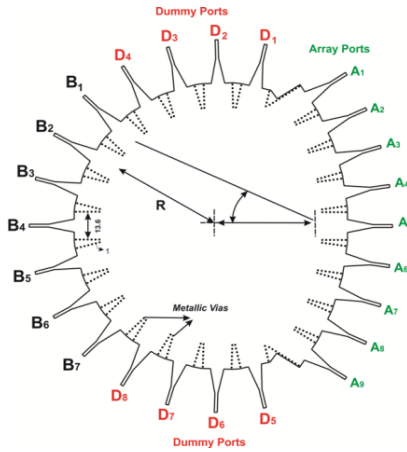 Dummy Ports
D3
D2
D1
D4
Array Ports
A1
B1
A2
B2
A3
B3
A4
R
B4
13.6
A
1
B5
A6
B6
Metallic Vias
A7
B7
A8
D8
A9
D7
D6
D5
Dummy Ports